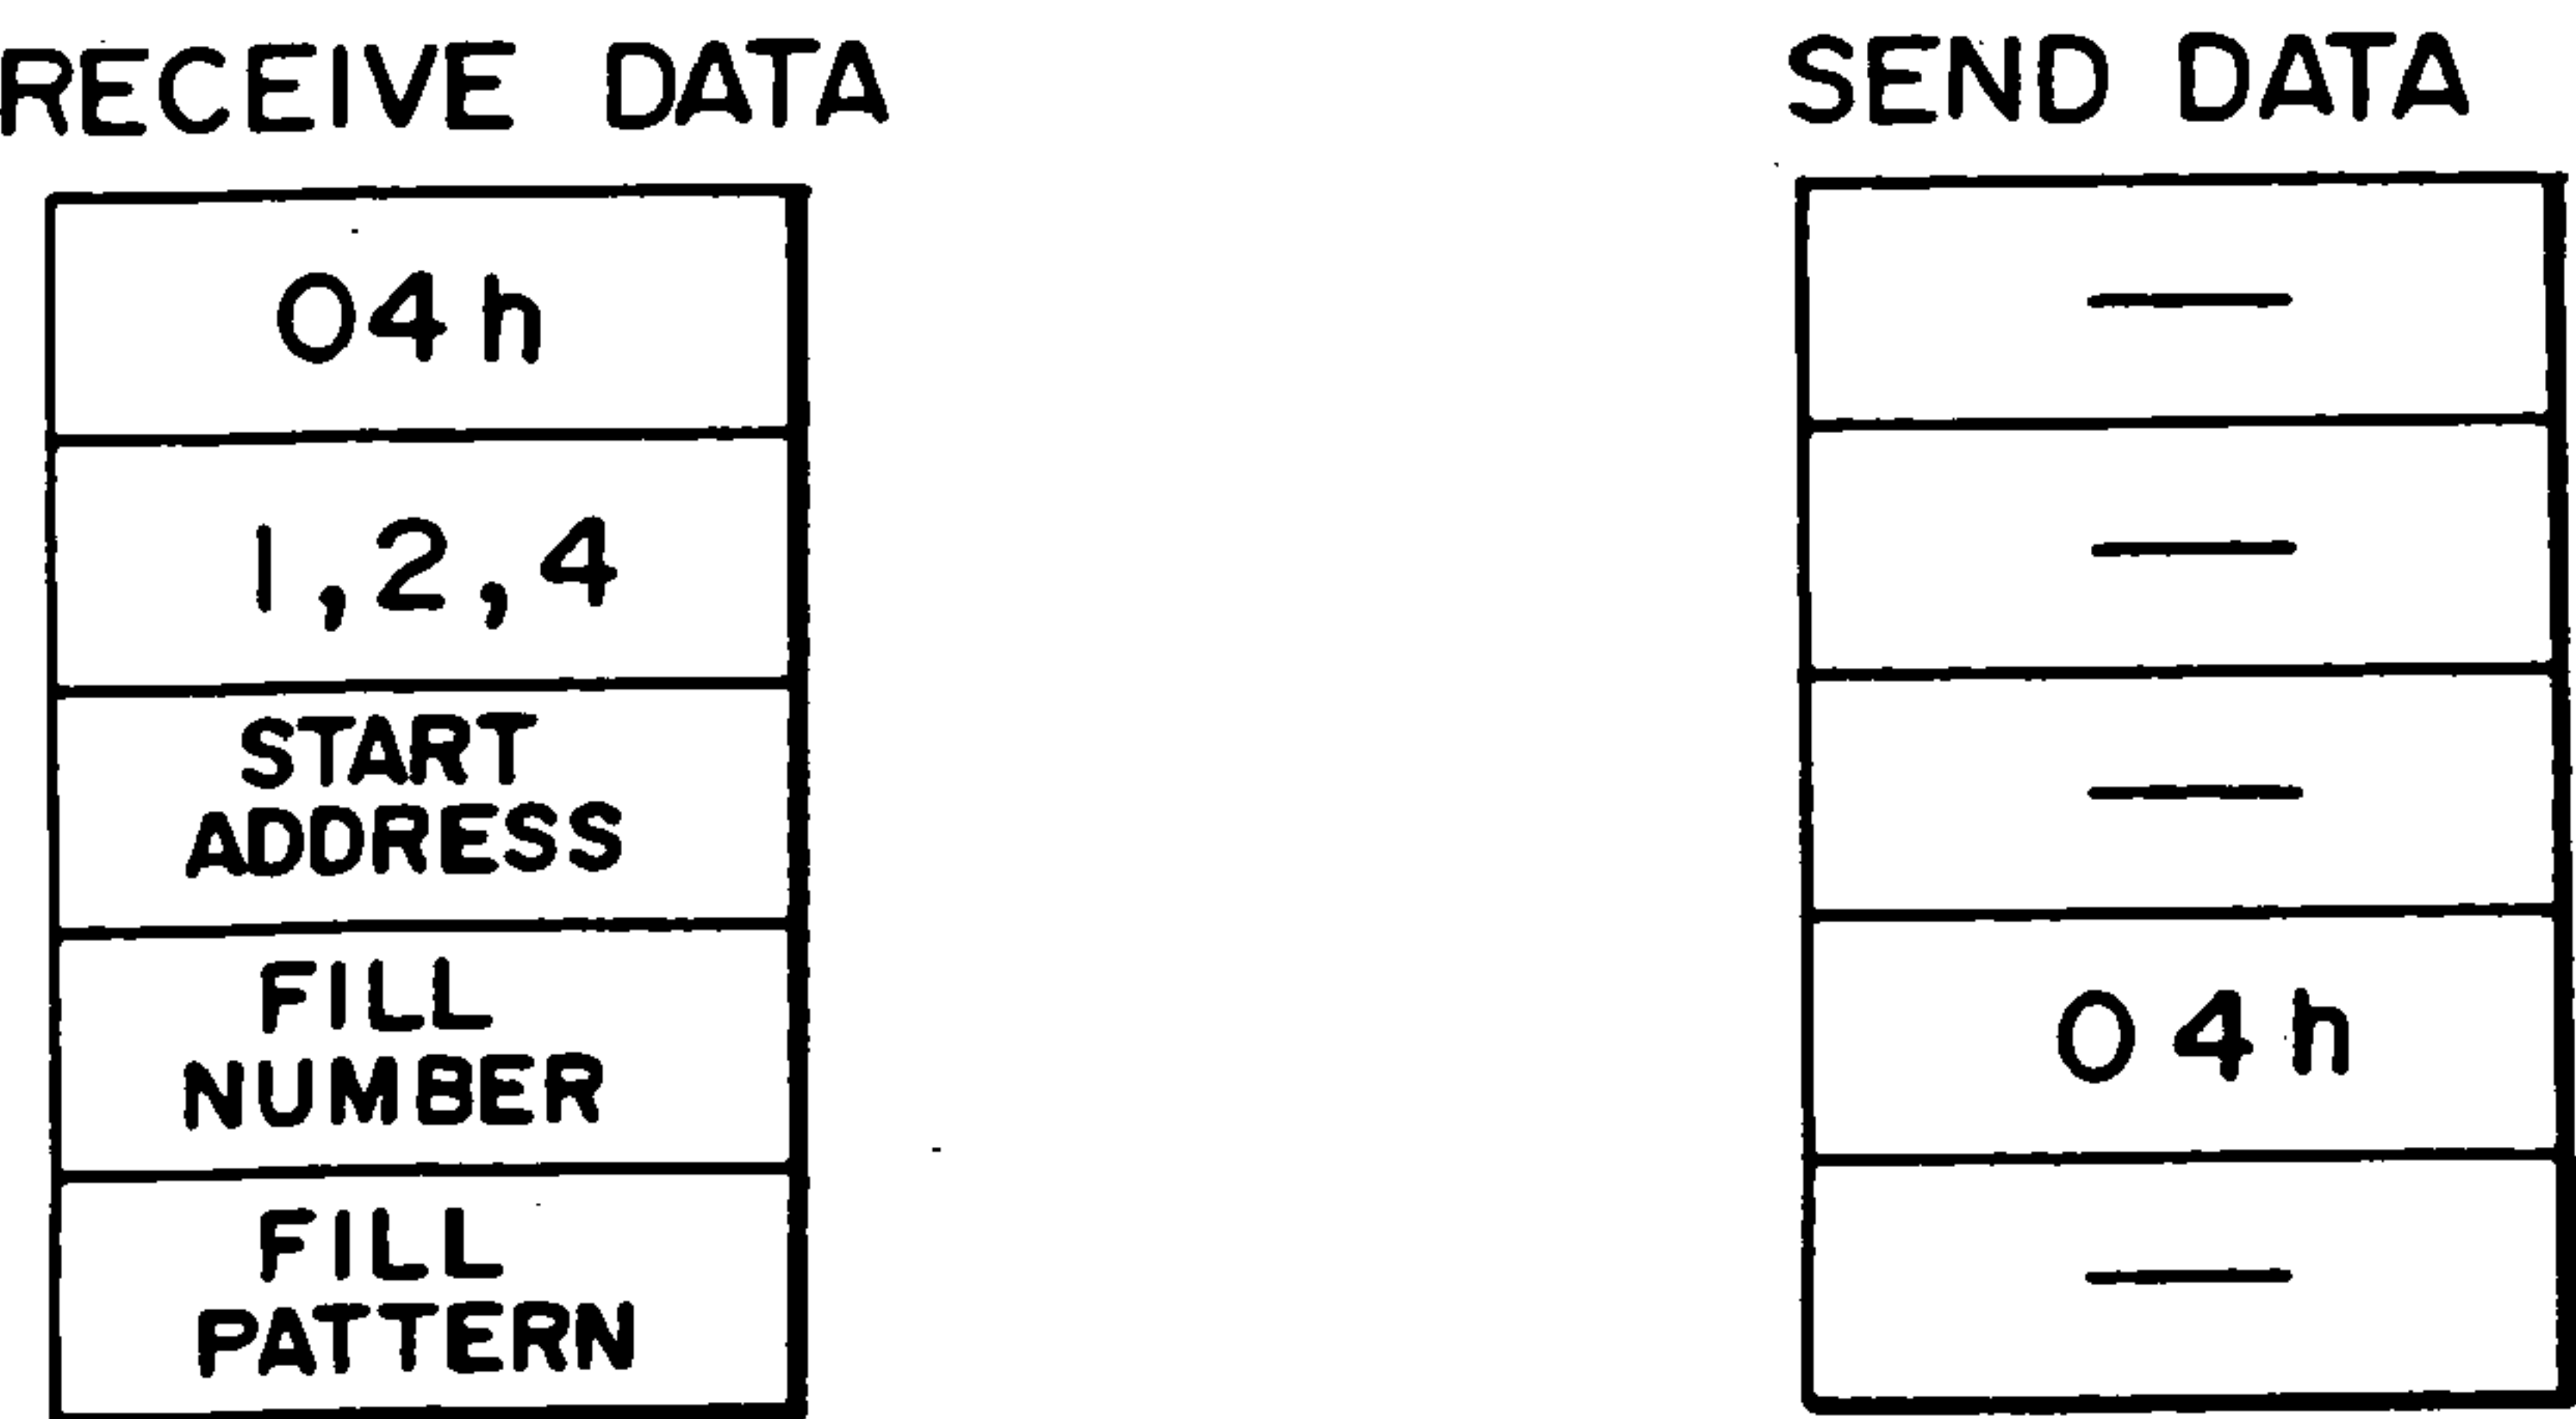 RECEIVE DATA
04h
1,2,4
START
ADDRESS
FILL
NUMBER
FILL
PATTERN
SEND DATA
—
—
—
04h
—